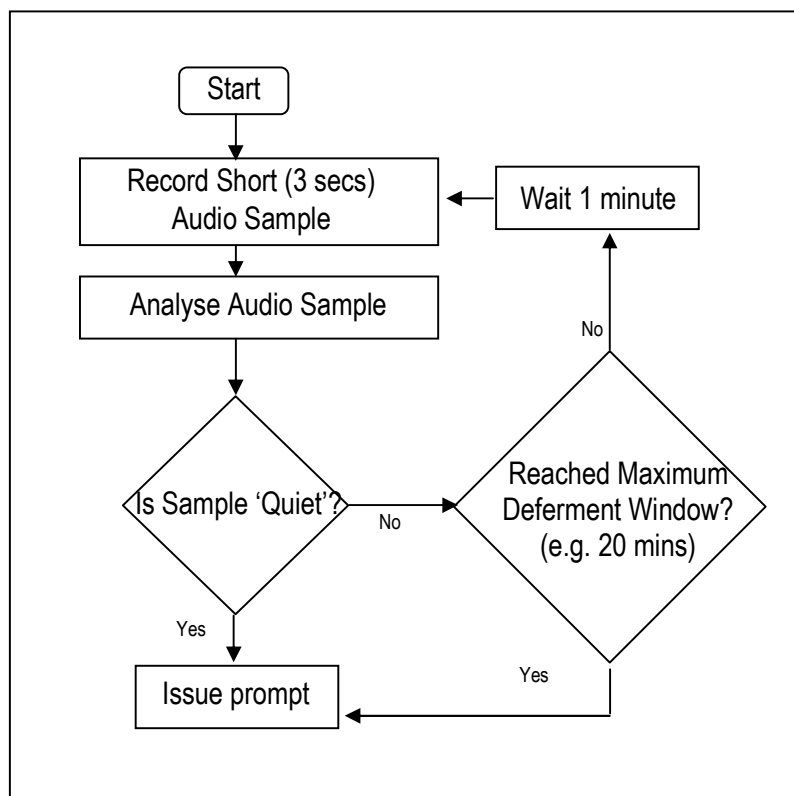 Start
Record Short (3 secs)
Audio Sample
Wait 1 minute
Analyse Audio Sample
No
Is Sample ‘Quiet’?
No
Reached Maximum
Deferment Window?
(e.g. 20 mins)
Yes
Issue prompt
Yes